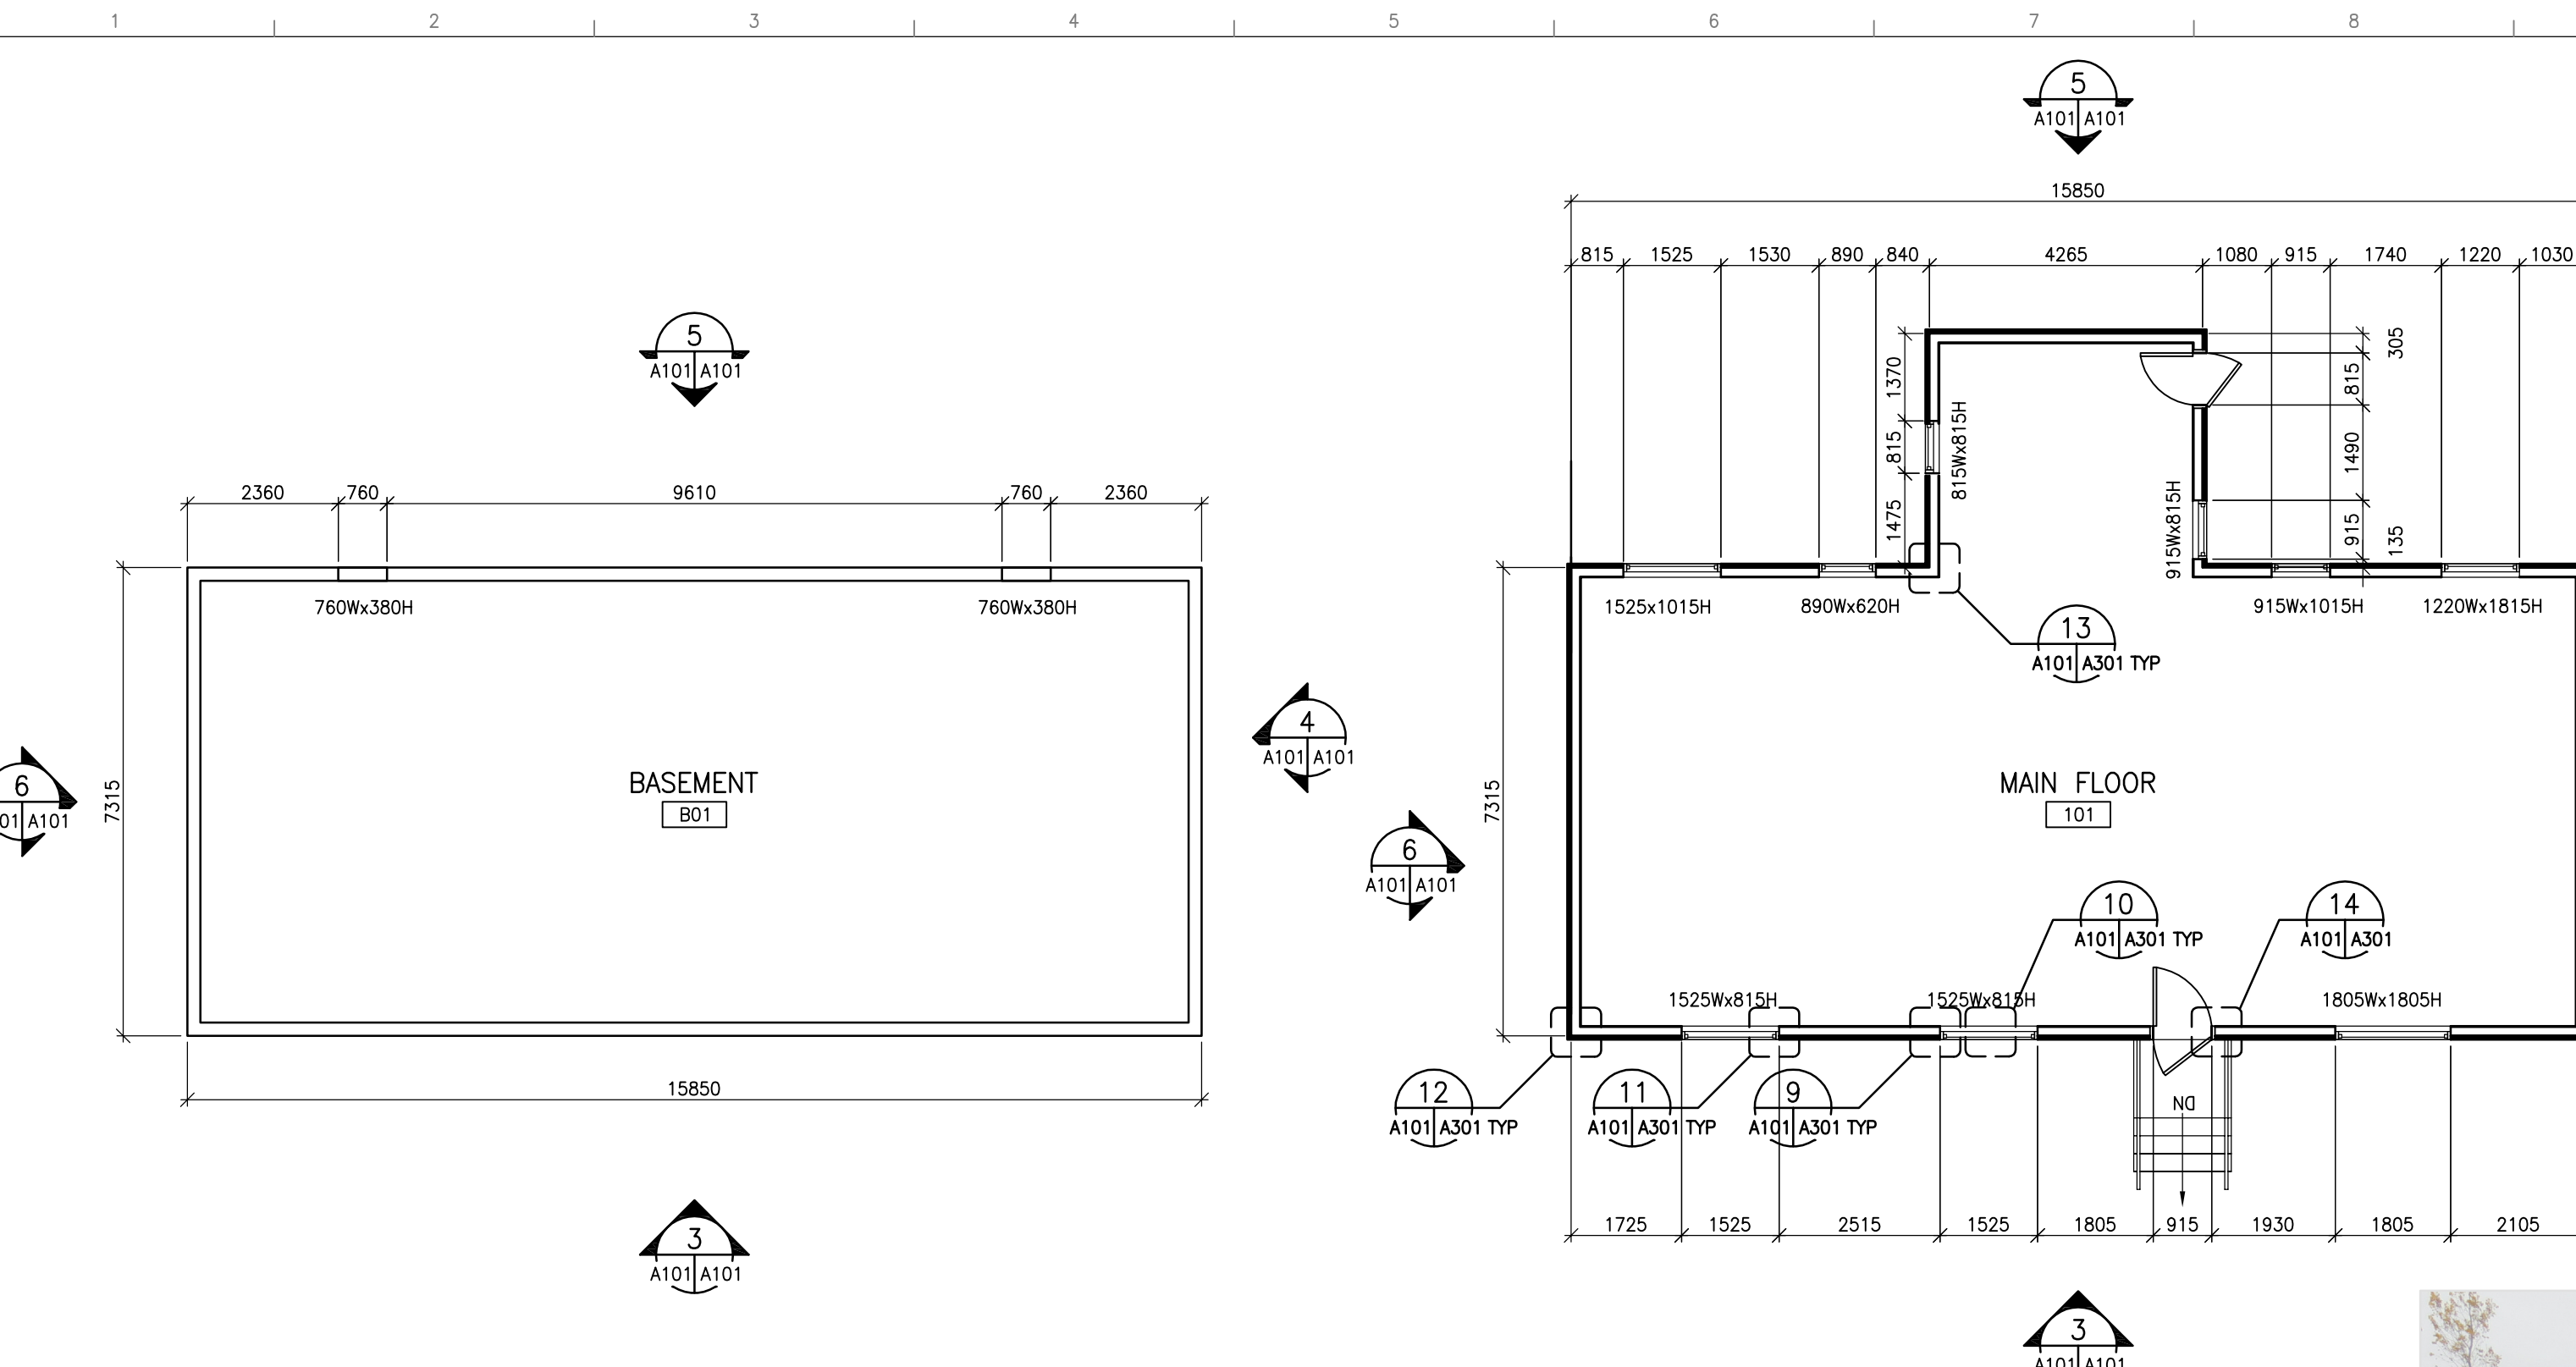 1 2 3 4 5 6 7 8
5
A101 A101
15850
815 1525 1530 890 840 4265 1080 915 1740 1220 1030
5
A101 A101
305
1370
815
815
815Wx815H
1490
1475
915Wx815H
915
135
2360 760 9610 760 2360
760Wx380H 760Wx380H
1525x1015H 890Wx620H 915Wx1015H 1220Wx1815H
13
A101 A301 TYP
4
A101 A101
6
01 A101
7315
BASEMENT
B01
7315
MAIN FLOOR
101
6
A101 A101
10
A101 A301 TYP
14
A101 A301
1525Wx815H 1525Wx815H 1805Wx1805H
15850
12
A101 A301 TYP
11
A101 A301 TYP
9
A101 A301 TYP
DN
1725 1525 2515 1525 1805 915 1930 1805 2105
3
A101 A101
3
A101 A101